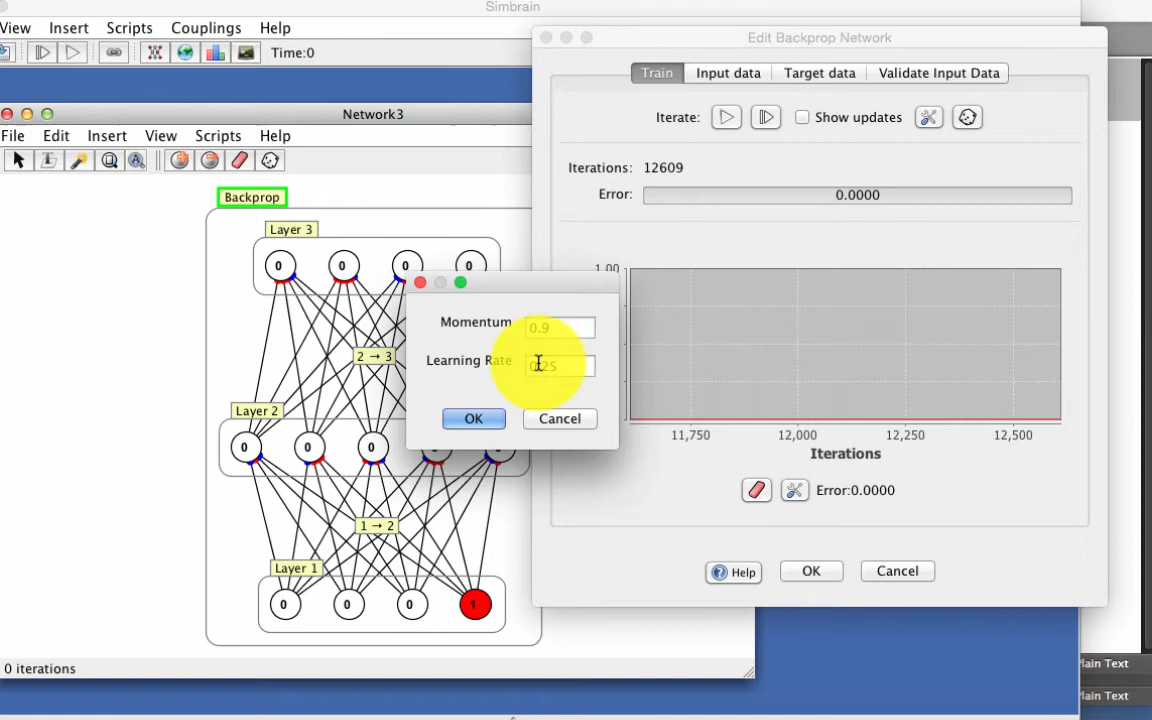 Simbrain
View Insert Scripts Couplings Help
Time:0
Edit Backprop Network
Train Input data Target data Validate Input Data
Iterate: Show updates
Iterations: 12609
Error: 0.0000
1.00
11,750 12,000 12,250 12,500
Iterations
Error:0.0000
Help OK Cancel
Network3
File Edit Insert View Scripts Help
Backprop
Layer 3
0 0 0 0
2 → 3
Layer 2
0 0 0
1 → 2
Layer 1
0 0 0 1
0 iterations
Momentum 0.9
Learning Rate 0.25
OK Cancel
lain Text
lain Text